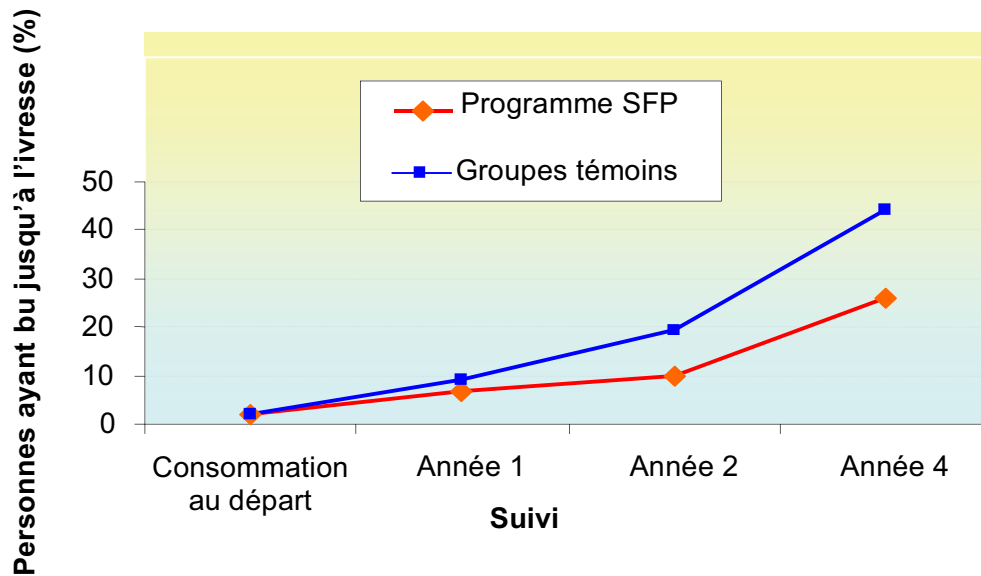 Personnes ayant bu jusqu'à l'ivresse (%)
Programme SFP
Groupes témoins
50
40
30
20
10
0
Consommation
au départ
Année 1
Année 2
Année 4
Suivi